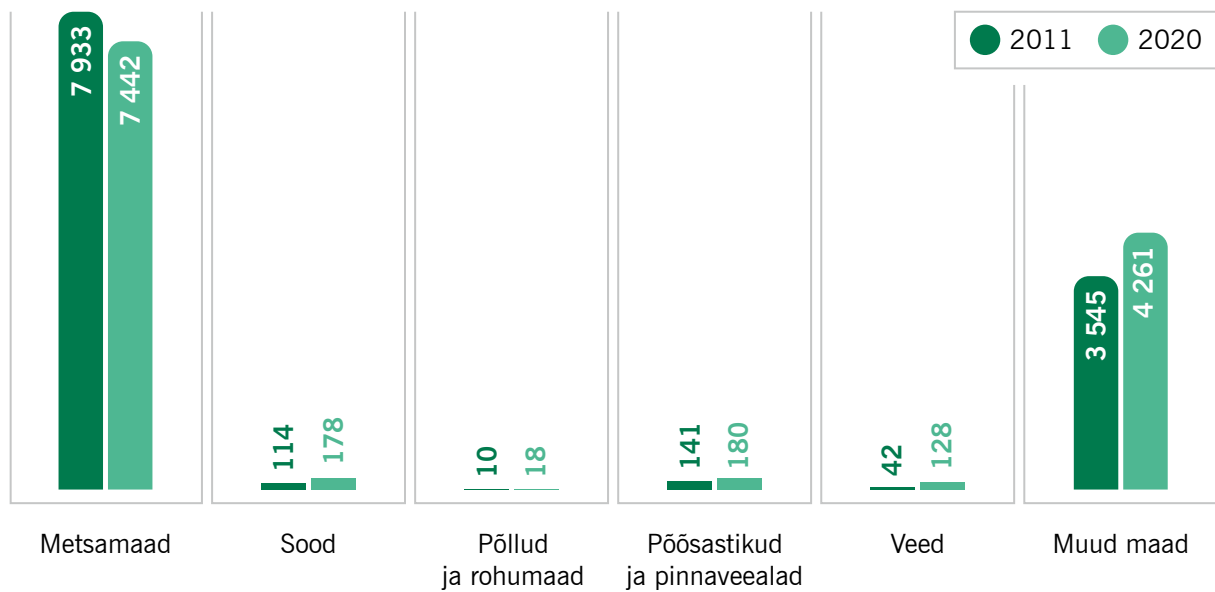 2011 2020
7 933
7 442
114
178
10
18
141
180
42
128
3 545
4 261
Metsamaad
Sood
Põllud
ja rohumaad
Põõsastikud
ja pinnaveealad
Veed
Muud maad